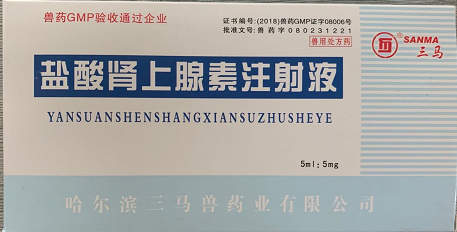 兽药GMP验收通过企业
证书编号:(2018)兽药GMP证字08006号
批准文号:兽药字080231221
兽用处方药
SANMA
三马
盐酸肾上腺素注射液
YANSUANSHENSHANGXIANSUZHUSHEYE
5ml:5mg
哈尔滨三马兽药业有限公司